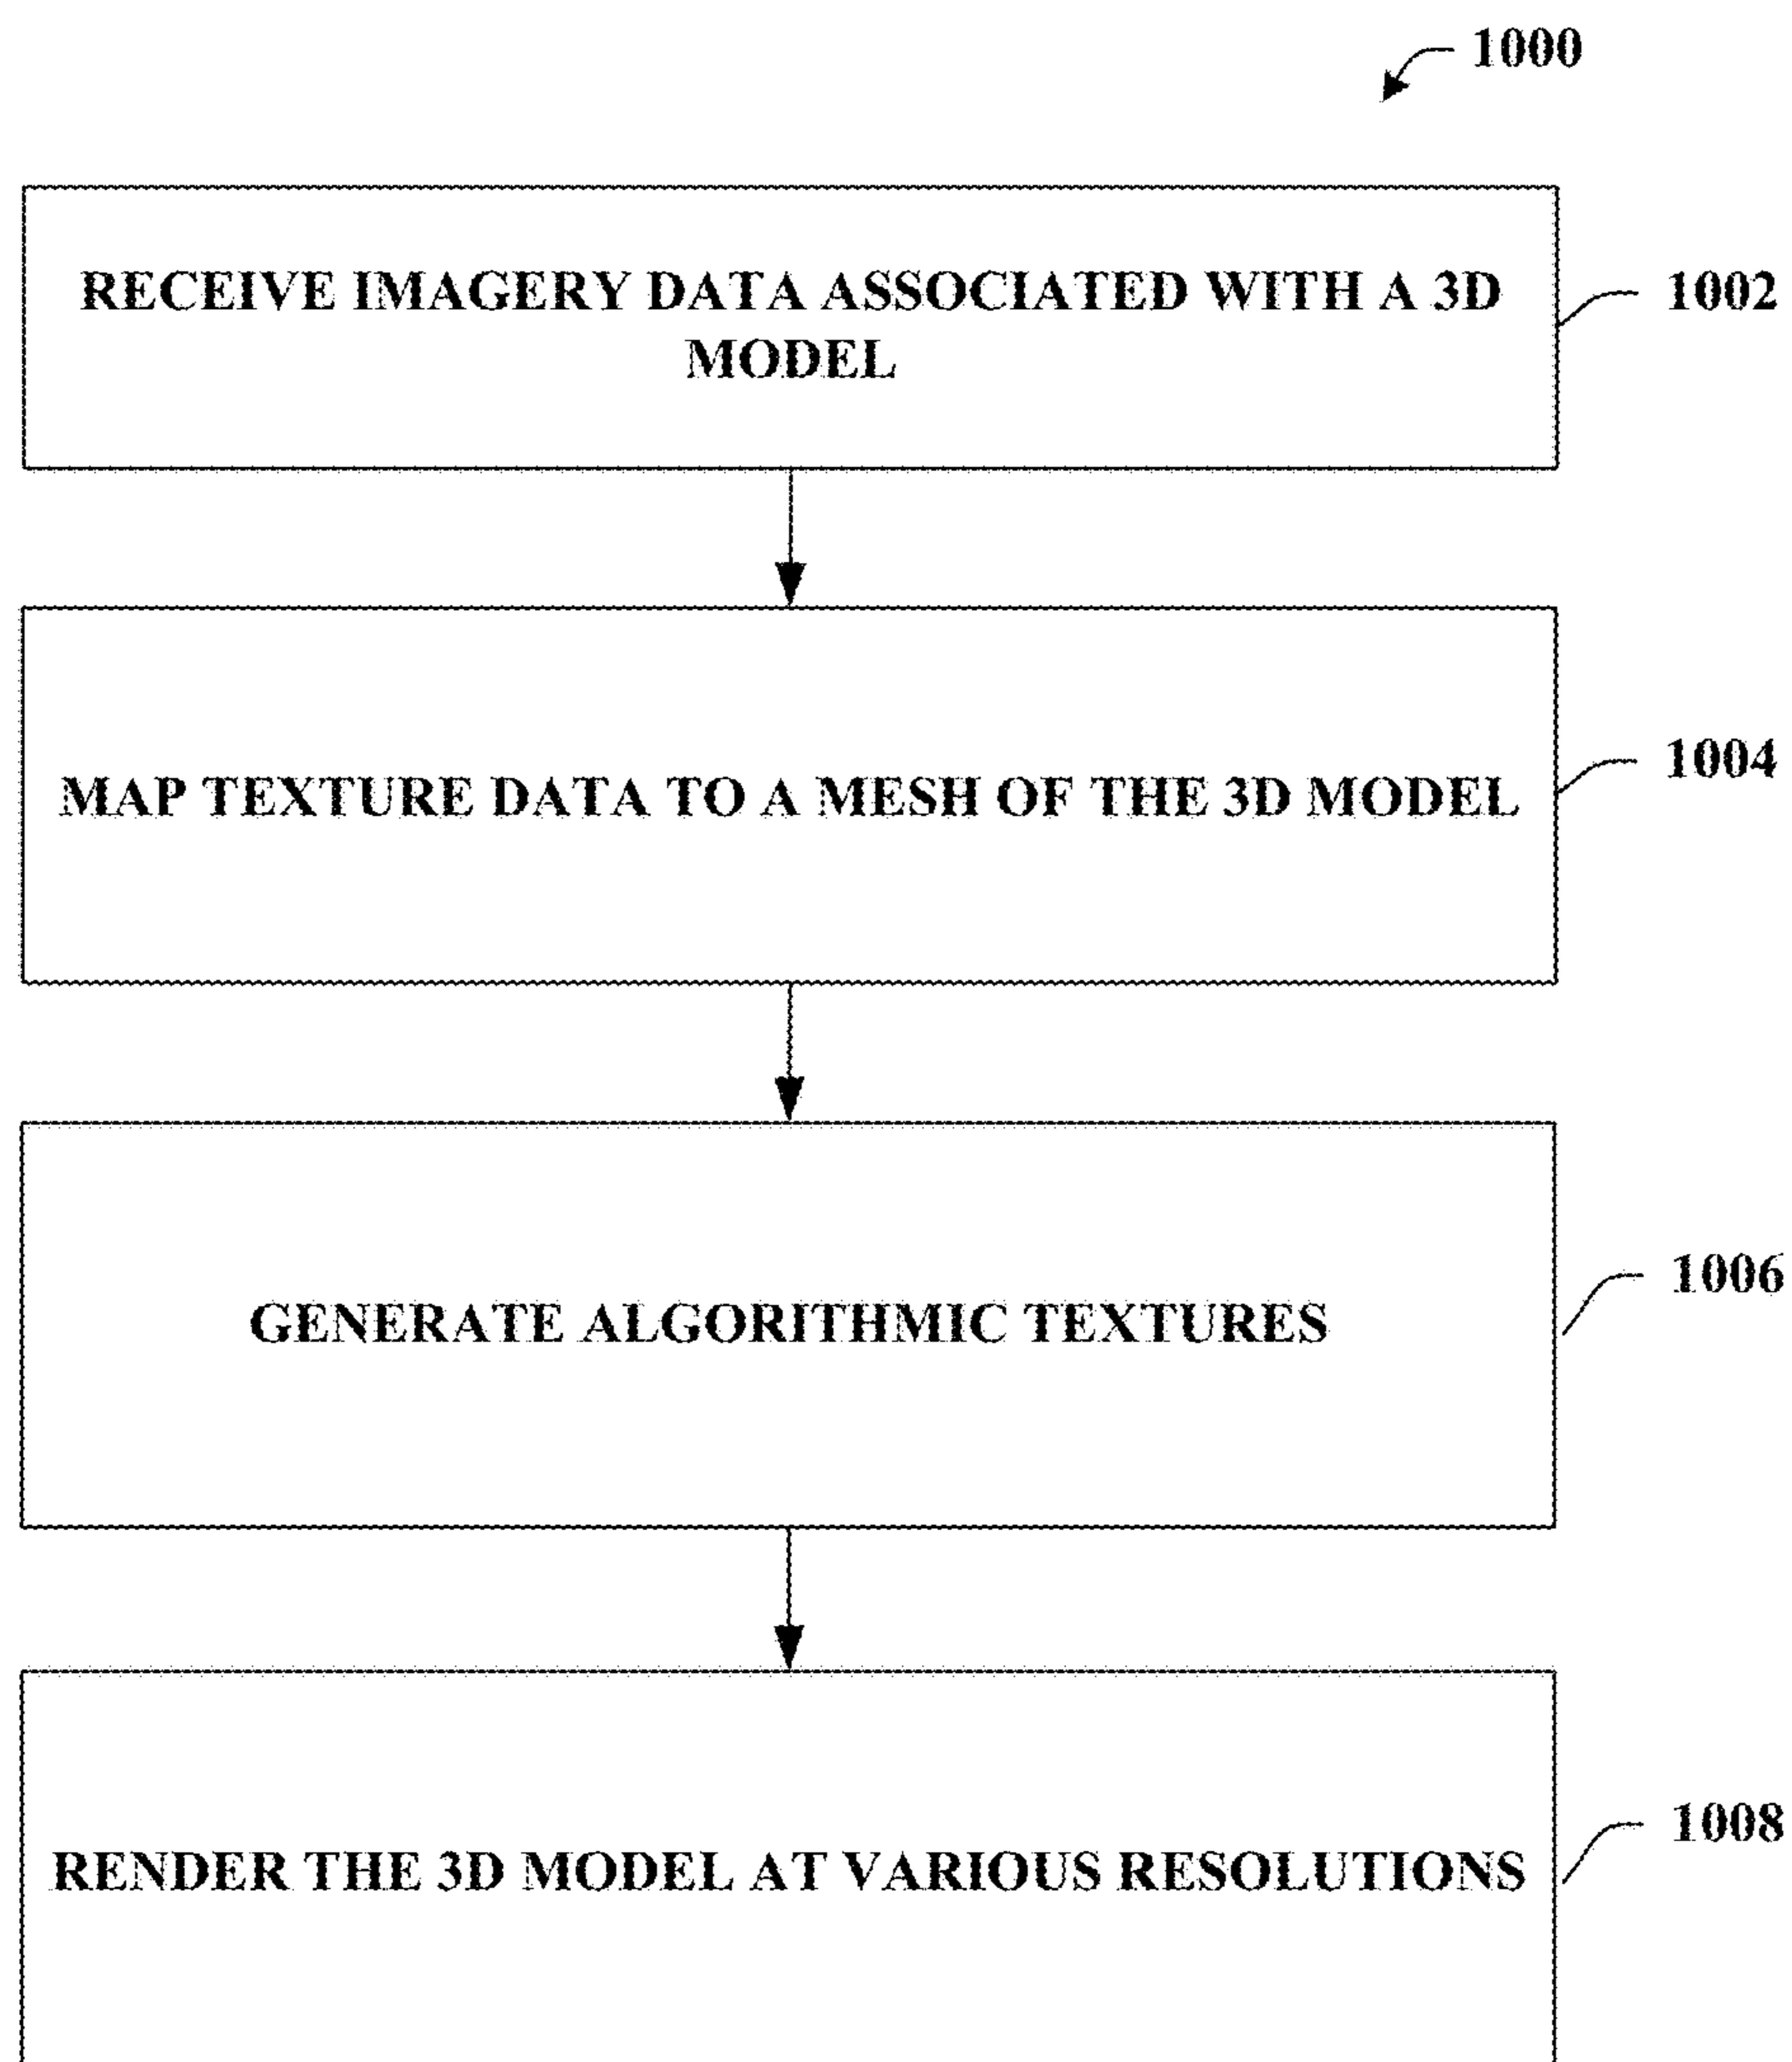 1000
RECEIVE IMAGERY DATA ASSOCIATED WITH A 3D
MODEL
1002
MAP TEXTURE DATA TO A MESH OF THE 3D MODEL
1004
GENERATE ALGORITHMIC TEXTURES
1006
RENDER THE 3D MODEL AT VARIOUS RESOLUTIONS
1008